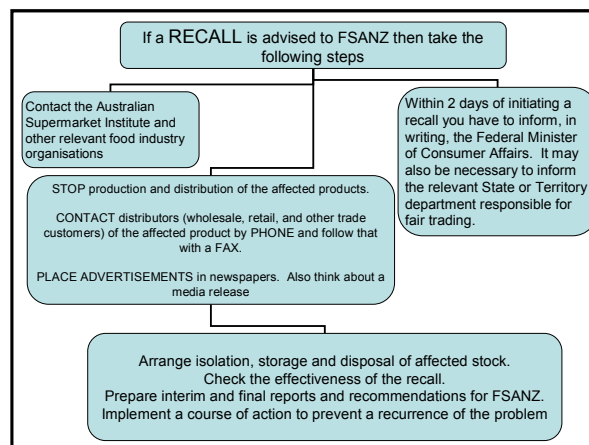 If a RECALL is advised to FSANZ then take the
following steps
Contact the Australian
Supermarket Institute and
other relevant food industry
organisations
Within 2 days of initiating a
recall you have to inform, in
writing, the Federal Minister
of Consumer Affairs. It may
also be necessary to inform
the relevant State or Territory
department responsible for
fair trading.
STOP production and distribution of the affected products.
CONTACT distributors (wholesale, retail, and other trade
customers) of the affected product by PHONE and follow that
with a FAX.
PLACE ADVERTISEMENTS in newspapers. Also think about a
media release
Arrange isolation, storage and disposal of affected stock.
Check the effectiveness of the recall.
Prepare interim and final reports and recommendations for FSANZ.
Implement a course of action to prevent a recurrence of the problem